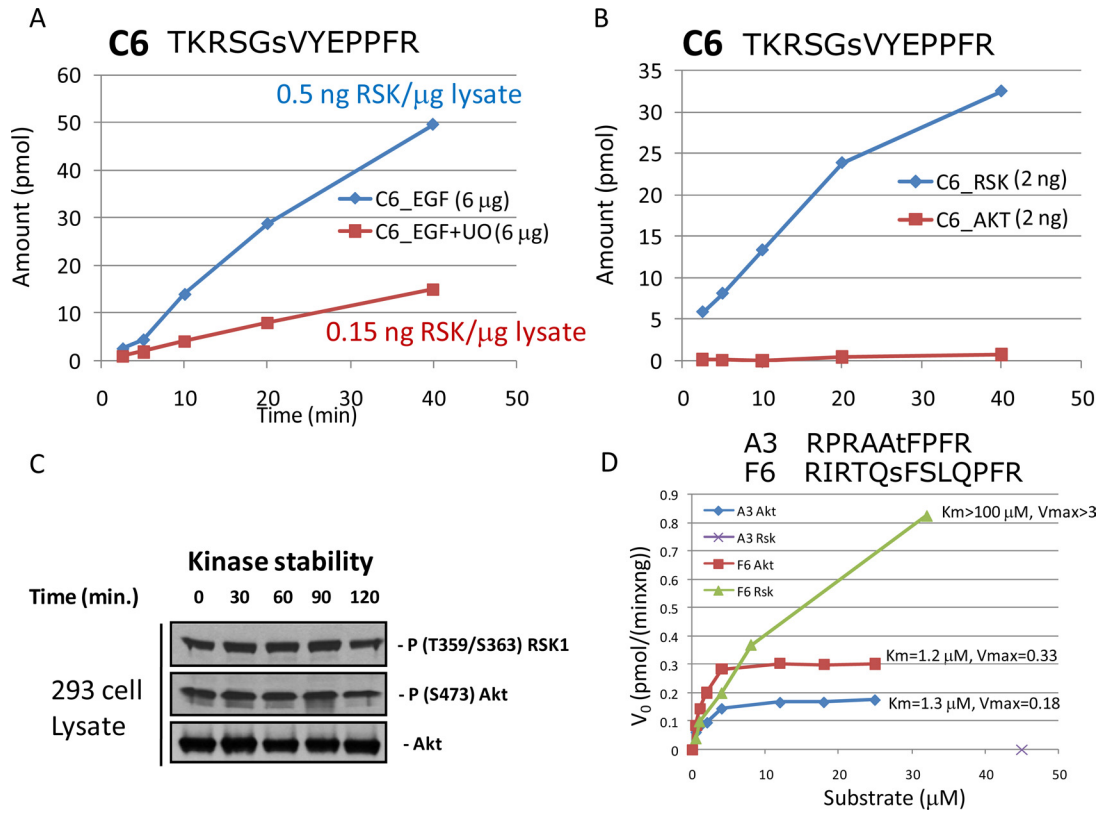 A
C6 TKRSGsVYEPPFR
60
50
40
30
20
10
0
Amount (pmol)
0.5 ng RSK/μg lysate
C6_EGF (6 μg)
C6_EGF+UO (6 μg)
0.15 ng RSK/μg lysate
0 10 20 30 40 50
Time (min)
B
C6 TKRSGsVYEPPFR
35
30
25
20
15
10
5
0
Amount (pmol)
C6_RSK (2 ng)
C6_AKT (2 ng)
0 10 20 30 40 50
C
Kinase stability
Time (min.) 0 30 60 90 120
293 cell
Lysate
- P (T359/S363) RSK1
- P (S473) Akt
- Akt
D
A3 RPRAAtFPFR
F6 RIRTQsFSLQPFR
0.9
0.8
0.7
0.6
0.5
0.4
0.3
0.2
0.1
0
V0 (pmol/(minxng))
A3 Akt
A3 Rsk
F6 Akt
F6 Rsk
Km>100 μM, Vmax>3
Km=1.2 μM, Vmax=0.33
Km=1.3 μM, Vmax=0.18
0 10 20 30 40 50
Substrate (μM)